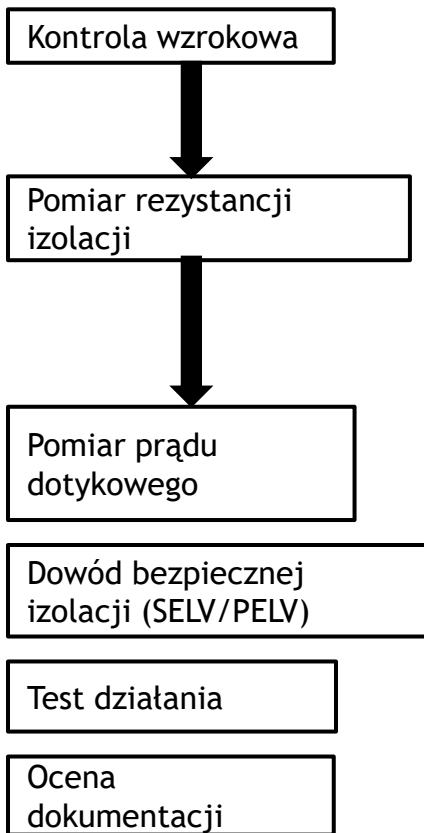 Kontrola wzrokowa
Pomiar rezystancji
izolacji
Pomiar prądu
dotykowego
Dowód bezpiecznej
izolacji (SELV/PELV)
Test działania
Ocena
dokumentacji